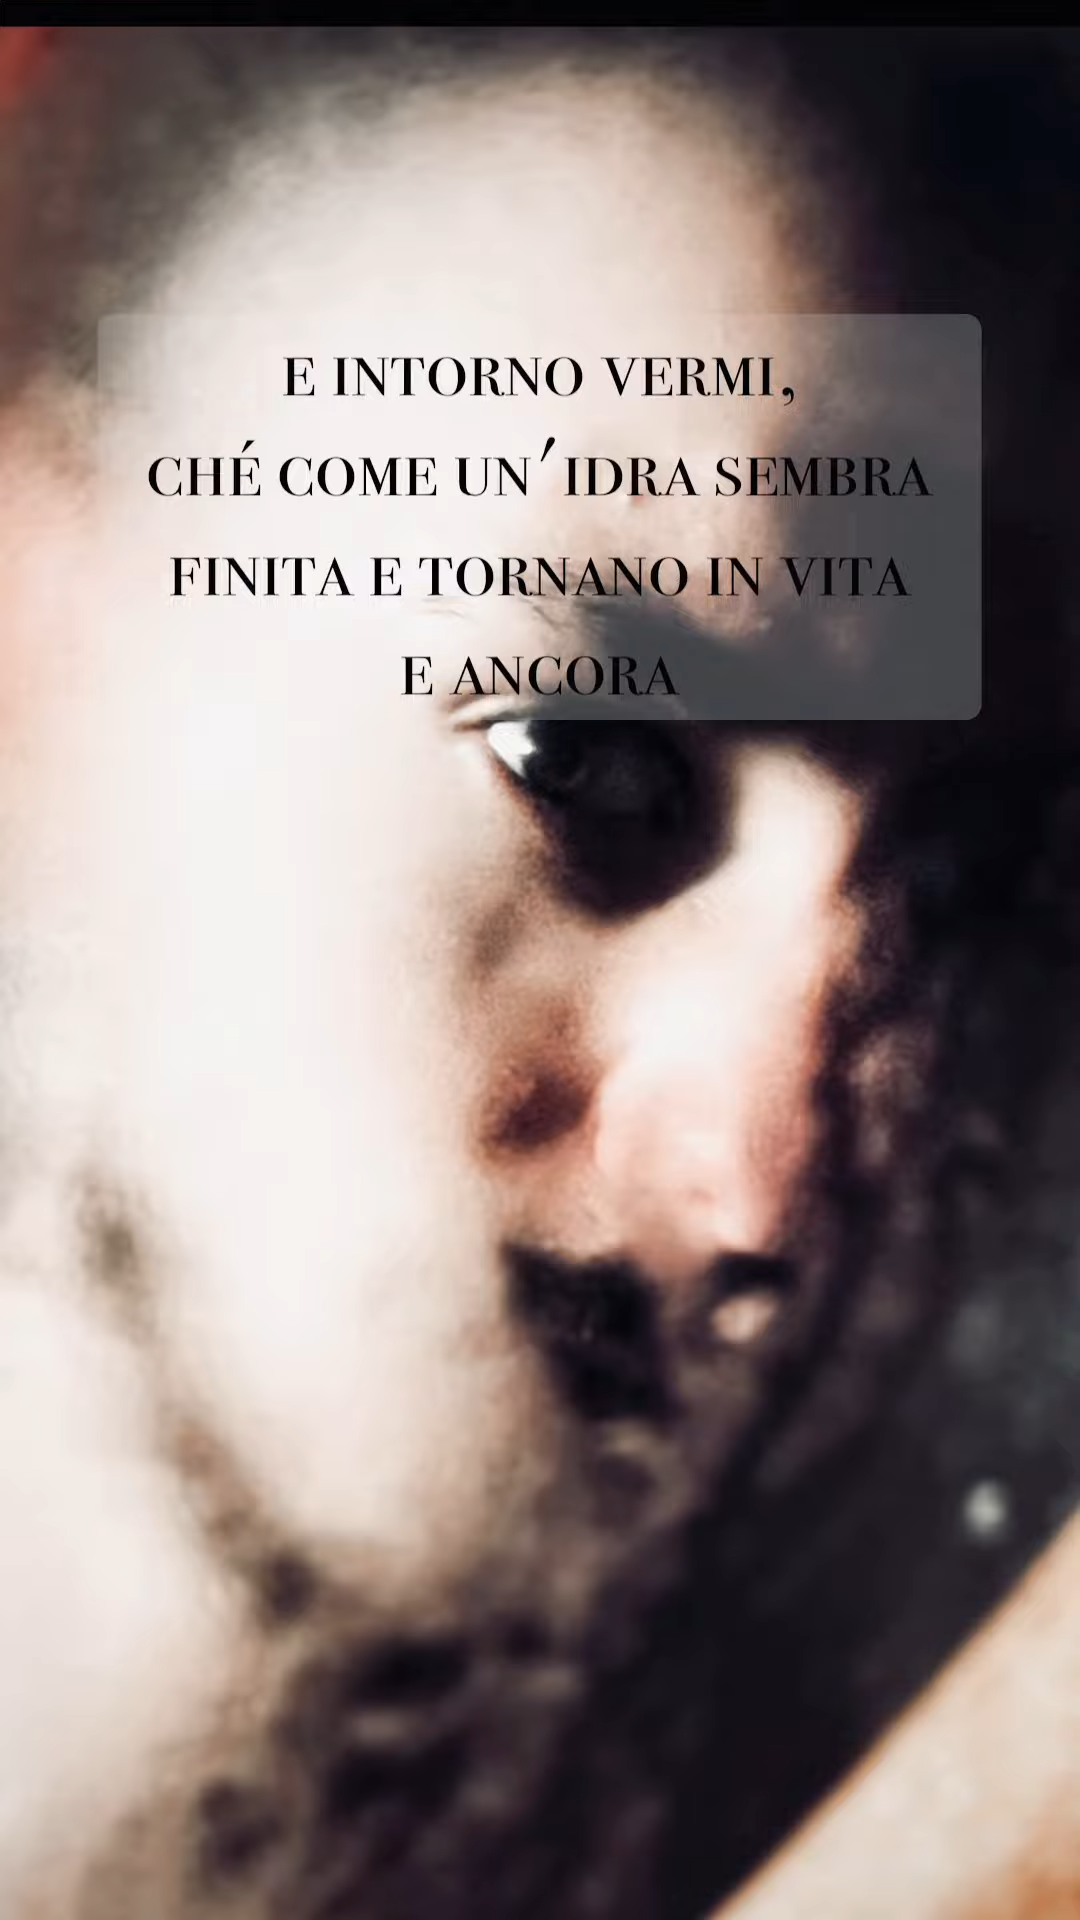 E INTORNO VERMI,
CHÉ COME UN'IDRA SEMBRA
FINITA E TORNANO IN VITA
E ANCORA